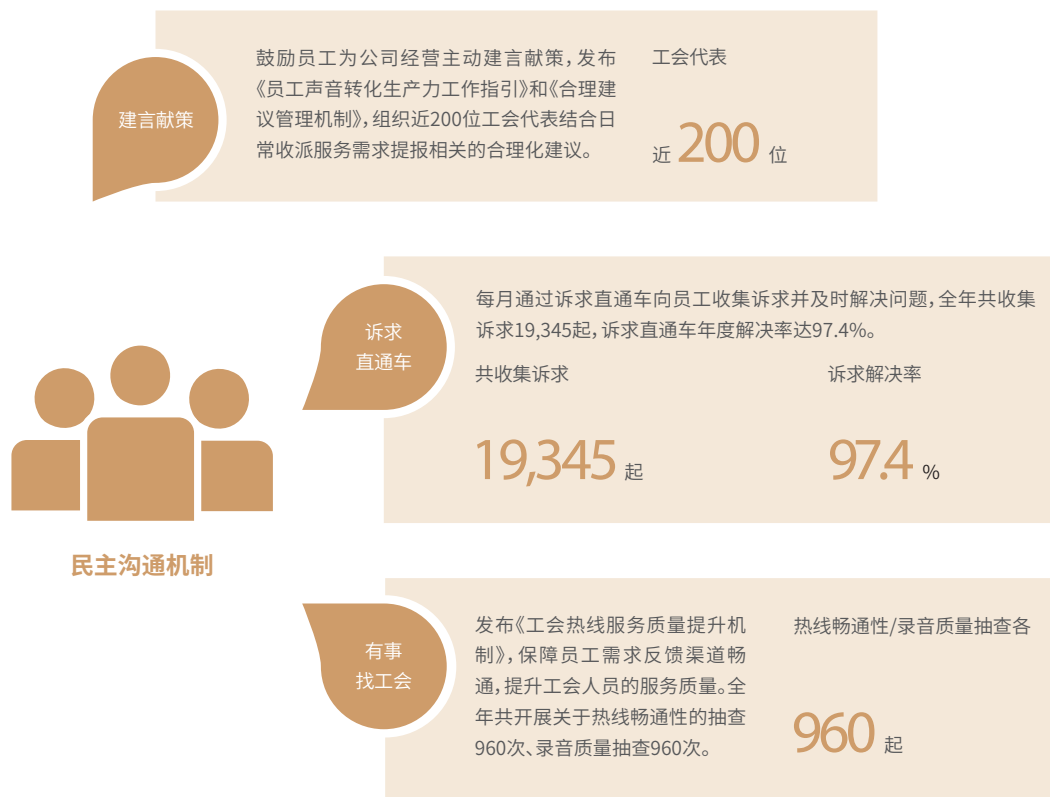 建言献策
鼓励员工为公司经营主动建言献策，发布
《员工声音转化生产力工作指引》和《合理建
议管理机制》，组织近200位工会代表结合日
常收派服务需求提报相关的合理化建议。
工会代表
近 200 位
诉求
直通车
每月通过诉求直通车向员工收集诉求并及时解决问题，全年共收集
诉求19,345起，诉求直通车年度解决率达97.4%。
共收集诉求
19,345 起
诉求解决率
97.4 %
民主沟通机制
有事
找工会
发布《工会热线服务质量提升机
制》，保障员工需求反馈渠道畅
通，提升工会人员的服务质量。全
年共开展关于热线畅通性的抽查
960次、录音质量抽查960次。
热线畅通性/录音质量抽查各
960 起